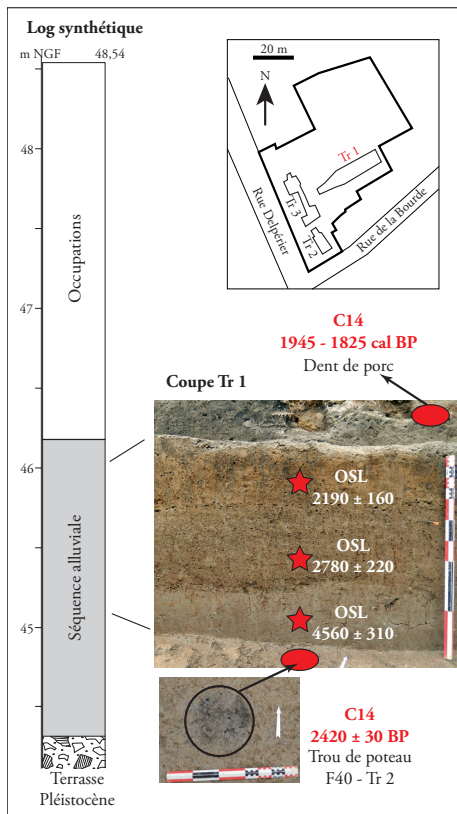 Log synthétique
m NGF 48,54
48
47
46
45
Occupations
Séquence alluviale
Terrasse
Pléistocène
20 m
N
Tr 1
Tr 3
Tr 2
Rue Delpérier
Rue de la Bourde
C14
1945 - 1825 cal BP
Dent de porc
Coupe Tr 1
OSL
2190 ± 160
OSL
2780 ± 220
OSL
4560 ± 310
C14
2420 ± 30 BP
Trou de poteau
F40 - Tr 2